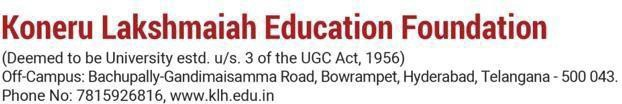 Koneru Lakshmaiah Education Foundation
(Deemed to be University estd. u/s. 3 of the UGC Act, 1956)
Off-Campus: Bachupally-Gandimaisamma Road, Bowrampet, Hyderabad, Telangana - 500 043.
Phone No: 7815926816, www.klh.edu.in